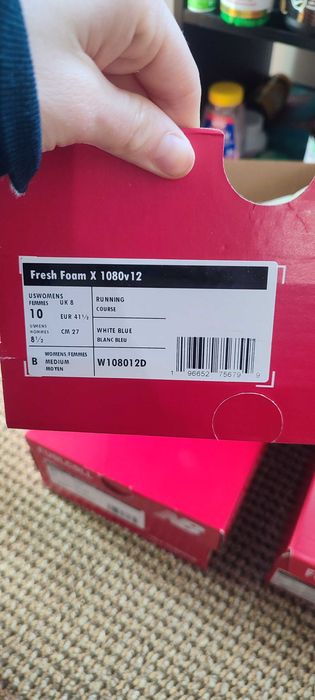 Fresh Foam X 1080v12
USWOMENS
FEMMES
10
UK 8
EUR 41½
USMENS
HOMMES
8½
CM 27
RUNNING
COURSE
WHITE BLUE
BLANC BLEU
B
WOMENS FEMMES
MEDIUM
MOYEN
W108012D
1 96652 75679 9